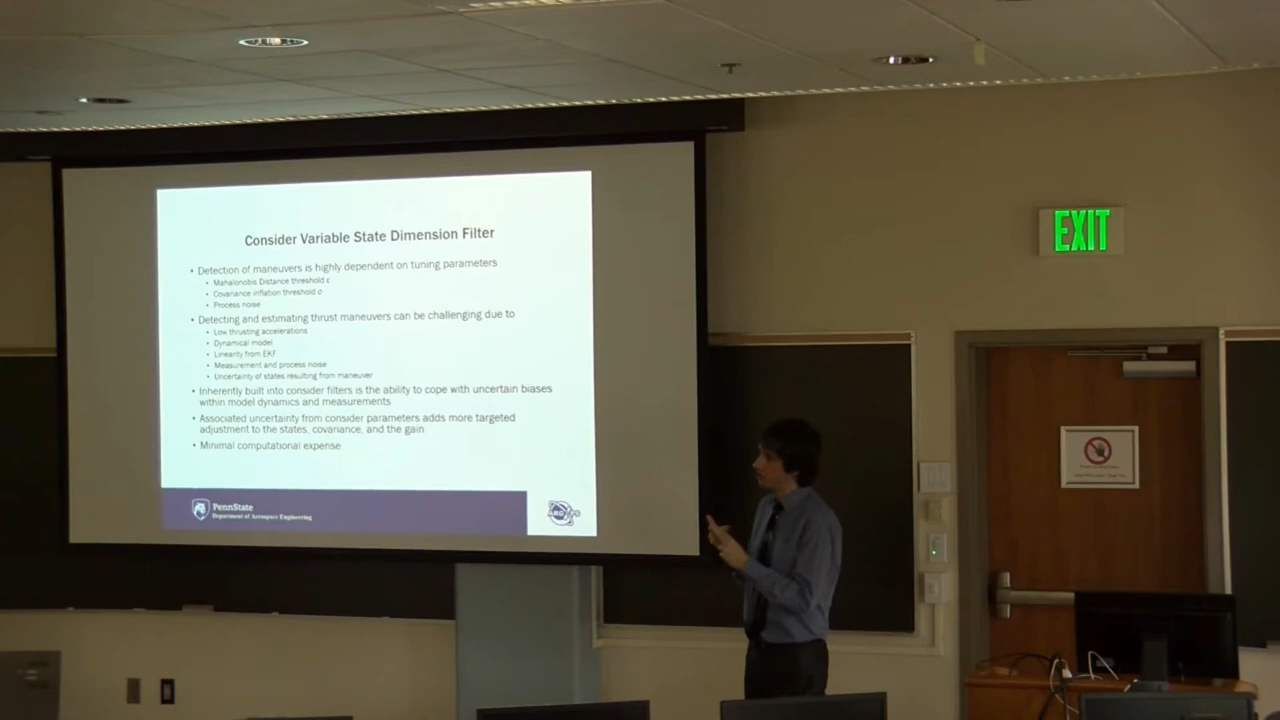 Consider Variable State Dimension Filter
• Detection of maneuvers is highly dependent on tuning parameters
• Mahalonobis Distance threshold ε
• Covariance inflation threshold σ
• Process noise
• Detecting and estimating thrust maneuvers can be challenging due to
• Low thrusting accelerations
• Dynamical model
• Linearity from EKF
• Measurement and process noise
• Uncertainty of states resulting from maneuver
• Inherently built into consider filters is the ability to cope with uncertain biases
within model dynamics and measurements
• Associated uncertainty from consider parameters adds more targeted
adjustment to the states, covariance, and the gain
• Minimal computational expense
PennState
Department of Aerospace Engineering
EXIT